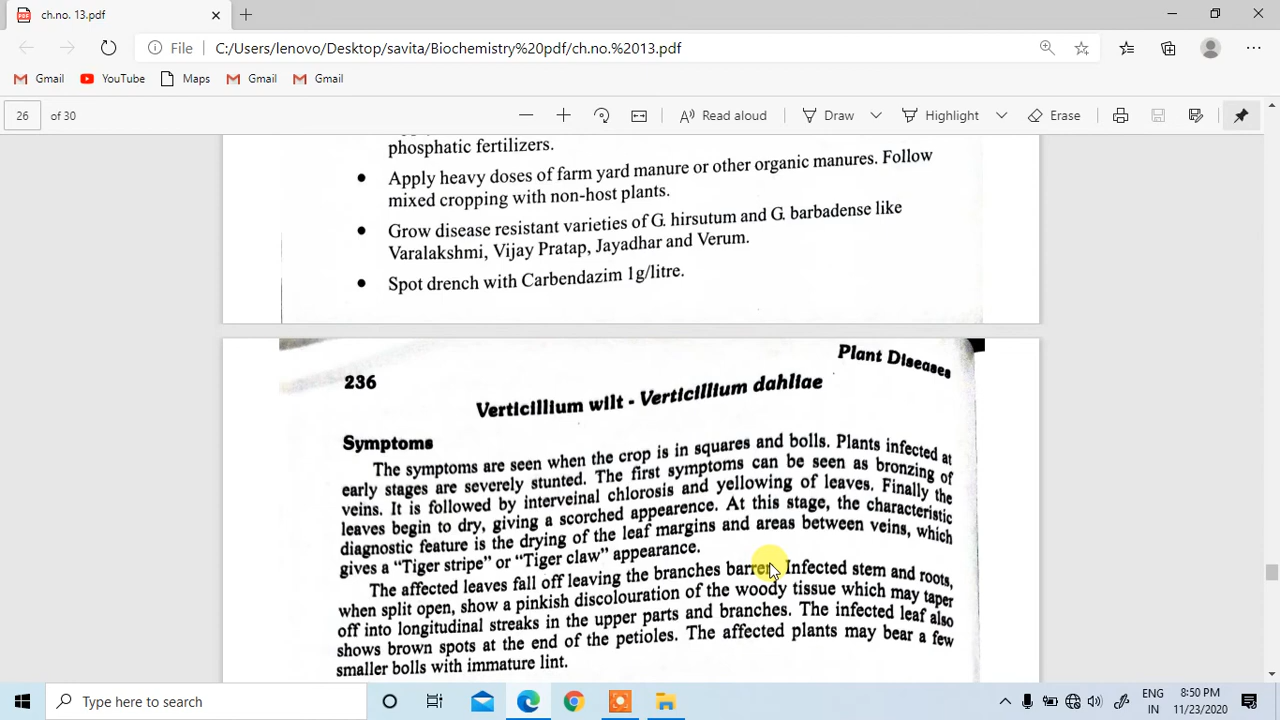 ch.no. 13.pdf
File C:/Users/lenovo/Desktop/savita/Biochemistry%20pdf/ch.no.%2013.pdf
Gmail YouTube Maps Gmail Gmail
26 of 30 Read aloud Draw Highlight Erase
phosphatic fertilizers.
• Apply heavy doses of farm yard manure or other organic manures. Follow
mixed cropping with non-host plants.
• Grow disease resistant varieties of G. hirsutum and G. barbadense like
Varalakshmi, Vijay Pratap, Jayadhar and Verum.
• Spot drench with Carbendazim 1g/litre.
Plant Diseases
236
Verticillium wilt - Verticillium dahliae
Symptoms
The symptoms are seen when the crop is in squares and bolls. Plants infected at
early stages are severely stunted. The first symptoms can be seen as bronzing of
veins. It is followed by interveinal chlorosis and yellowing of leaves. Finally the
leaves begin to dry, giving a scorched appearence. At this stage, the characteristic
diagnostic feature is the drying of the leaf margins and areas between veins, which
gives a “Tiger stripe” or “Tiger claw” appearance.
The affected leaves fall off leaving the branches barren. Infected stem and roots,
when split open, show a pinkish discolouration of the woody tissue which may taper
off into longitudinal streaks in the upper parts and branches. The infected leaf also
shows brown spots at the end of the petioles. The affected plants may bear a few
smaller bolls with immature lint.
Type here to search
ENG 8:50 PM
IN 11/23/2020